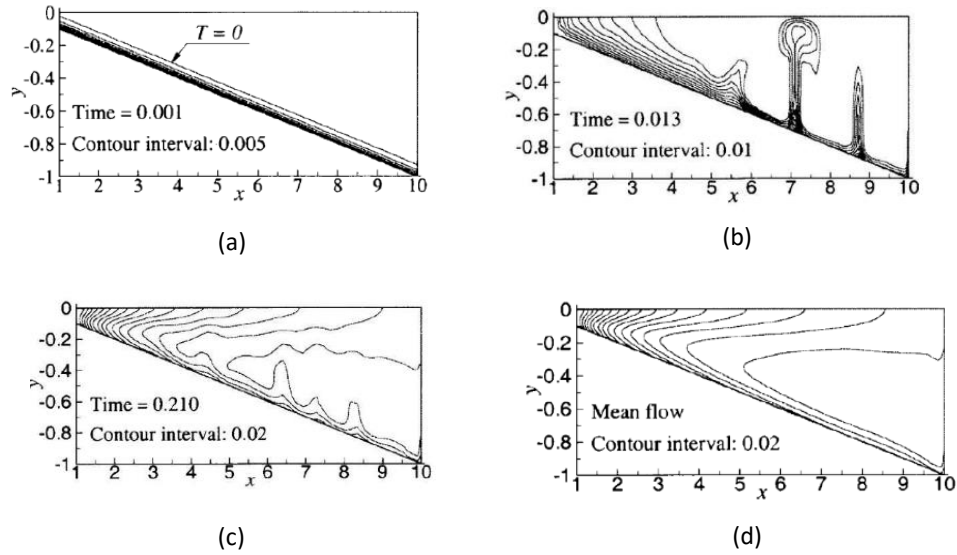 0
-0.2
-0.4
-0.6
-0.8
-1
y
T = 0
Time = 0.001
Contour interval: 0.005
1 2 3 4 5 6 7 8 9 10
x
(a)
0
-0.2
-0.4
-0.6
-0.8
-1
y
Time = 0.013
Contour interval: 0.01
1 2 3 4 5 6 7 8 9 10
x
(b)
0
-0.2
-0.4
-0.6
-0.8
-1
y
Time = 0.210
Contour interval: 0.02
1 2 3 4 5 6 7 8 9 10
x
(c)
0
-0.2
-0.4
-0.6
-0.8
-1
y
Mean flow
Contour interval: 0.02
1 2 3 4 5 6 7 8 9 10
x
(d)